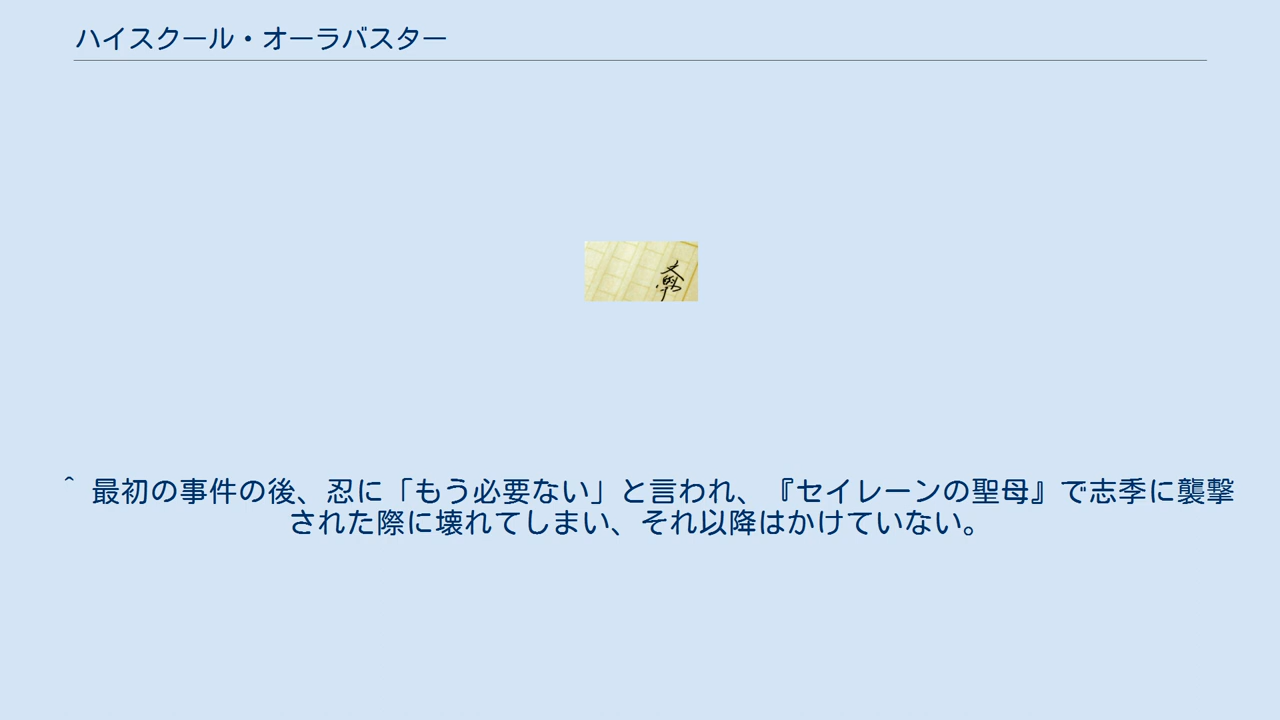 ハイスクール・オーラバスター
^ 最初の事件の後、忍に「もう必要ない」と言われ、『セイレーンの聖母』で志季に襲撃
された際に壊れてしまい、それ以降はかけていない。